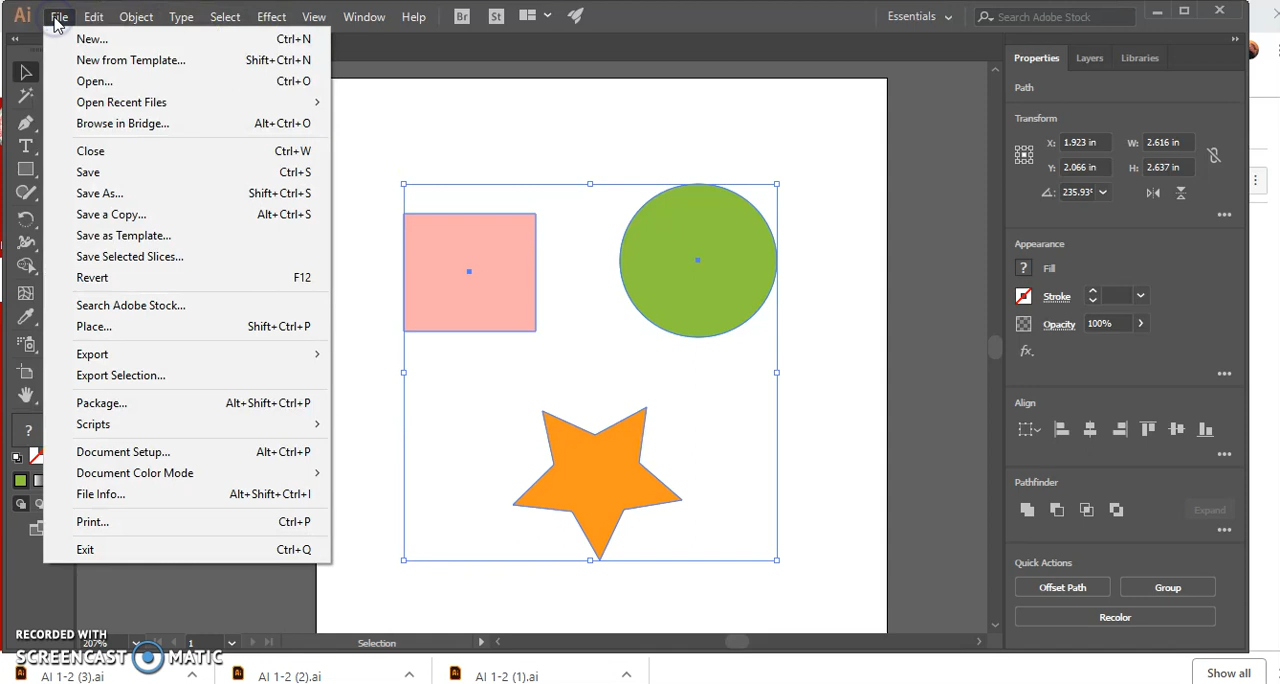 Ai File Edit Object Type Select Effect View Window Help Br St Essentials Search Adobe Stock
New... Ctrl+N
New from Template... Shift+Ctrl+N
Open... Ctrl+O
Open Recent Files
Browse in Bridge... Alt+Ctrl+O
Close Ctrl+W
Save Ctrl+S
Save As... Shift+Ctrl+S
Save a Copy... Alt+Ctrl+S
Save as Template...
Save Selected Slices...
Revert F12
Search Adobe Stock...
Place... Shift+Ctrl+P
Export
Export Selection...
Package... Alt+Shift+Ctrl+P
Scripts
Document Setup... Alt+Ctrl+P
Document Color Mode
File Info... Alt+Shift+Ctrl+I
Print... Ctrl+P
Exit Ctrl+Q
Properties Layers Libraries
Path
Transform
X: 1.923 in W: 2.616 in
Y: 2.066 in H: 2.637 in
235.93°
Appearance
? Fill
Stroke
Opacity 100%
fx.
Align
Pathfinder
Expand
Quick Actions
Offset Path Group
Recolor
?
207% 1 Selection
RECORDED WITH
SCREENCAST MATIC
AI 1-2 (3).ai AI 1-2 (2).ai AI 1-2 (1).ai Show all